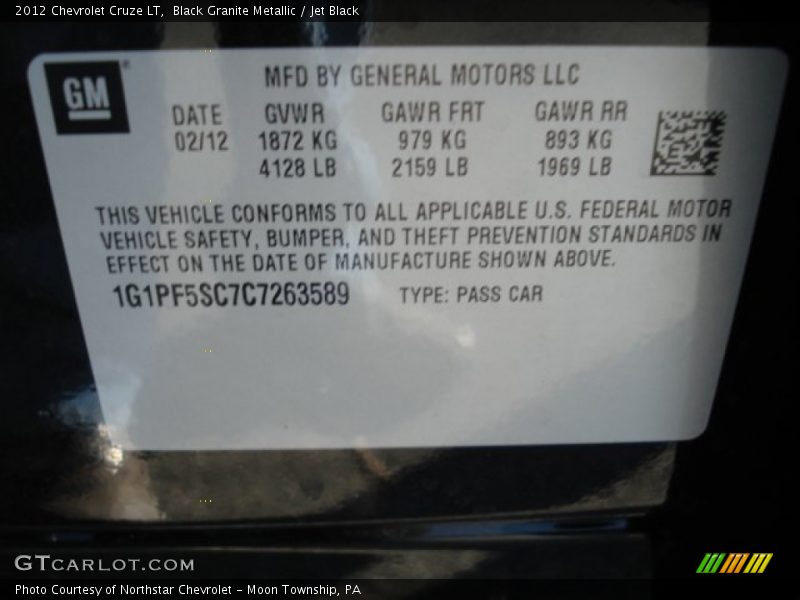 2012 Chevrolet Cruze LT,  Black Granite Metallic / Jet Black
GM®
MFD BY GENERAL MOTORS LLC
DATE GVWR GAWR FRT GAWR RR
02/12 1872 KG 979 KG 893 KG
4128 LB 2159 LB 1969 LB
THIS VEHICLE CONFORMS TO ALL APPLICABLE U.S. FEDERAL MOTOR
VEHICLE SAFETY, BUMPER, AND THEFT PREVENTION STANDARDS IN
EFFECT ON THE DATE OF MANUFACTURE SHOWN ABOVE.
1G1PF5SC7C7263589 TYPE: PASS CAR
GTCARLOT.COM
Photo Courtesy of Northstar Chevrolet - Moon Township, PA